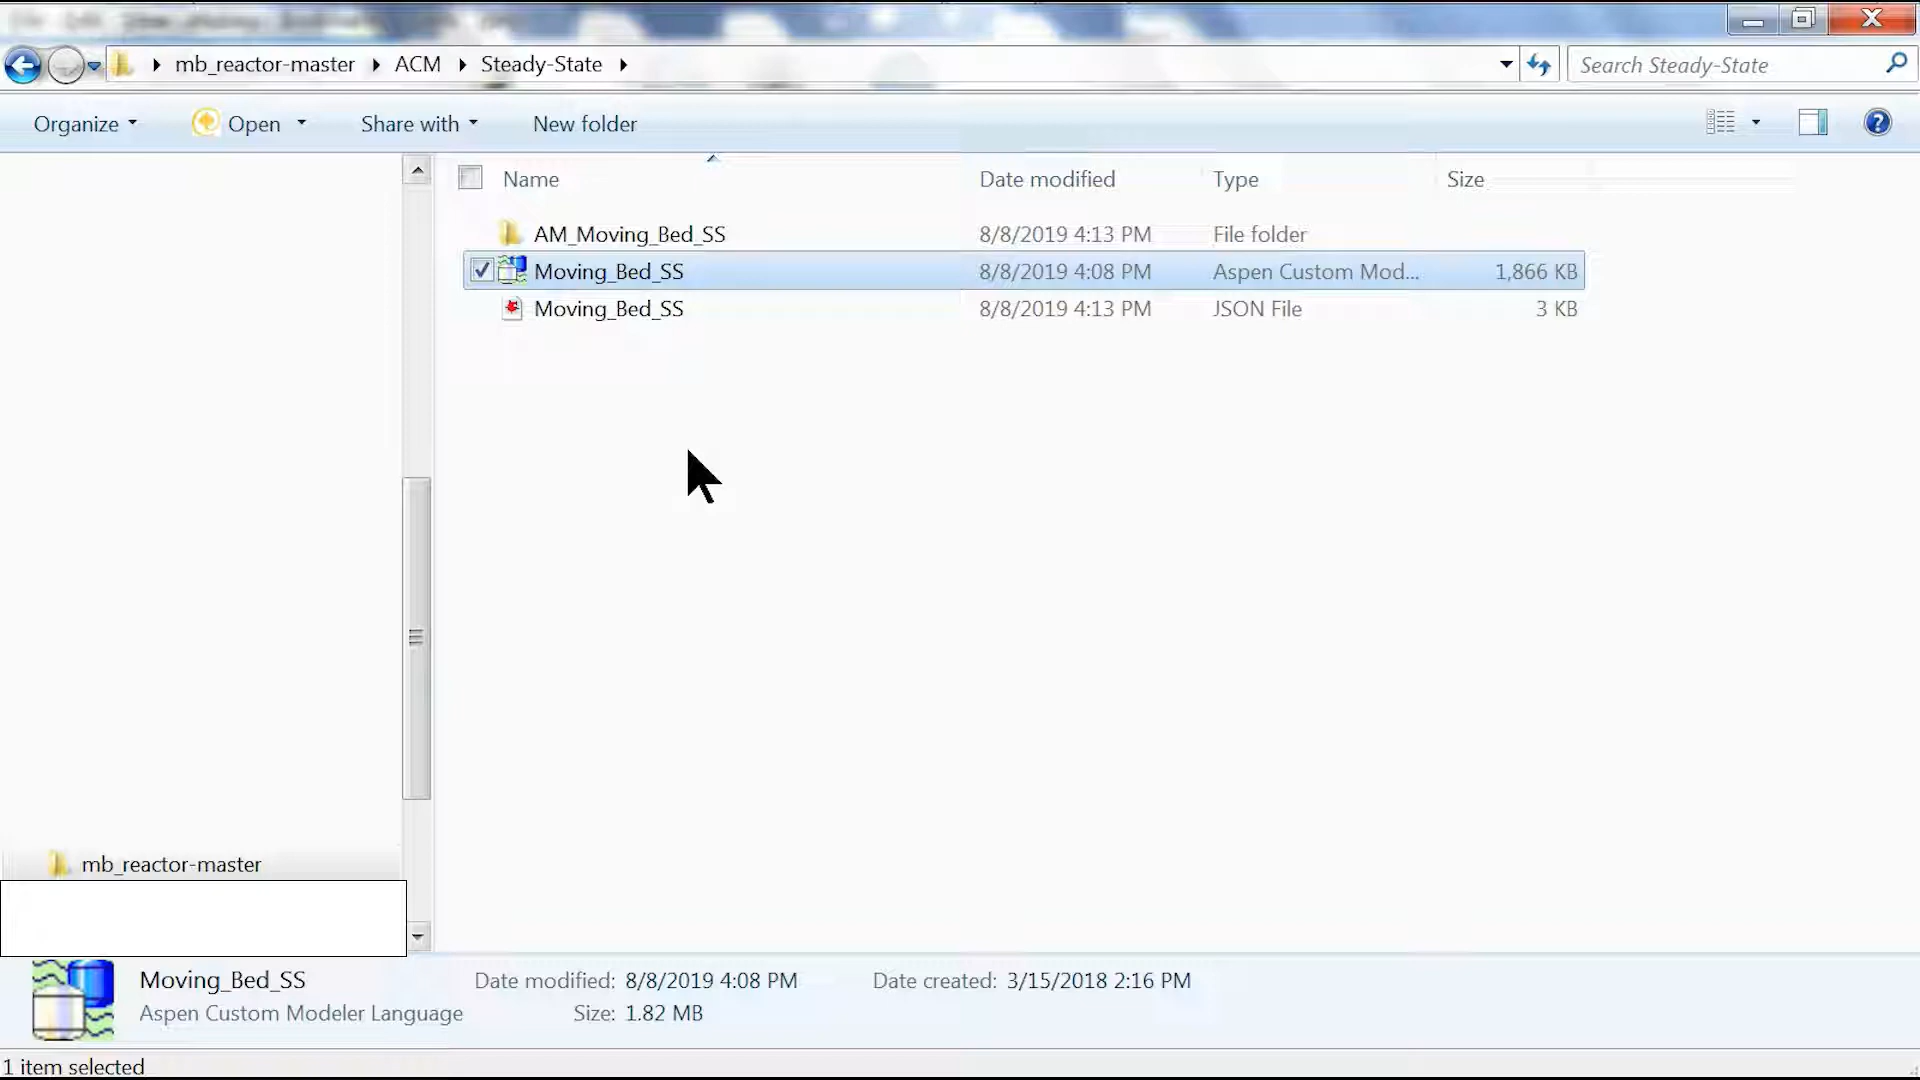 mb_reactor-master ACM Steady-State
Search Steady-State
Organize Open Share with New folder
Name Date modified Type Size
AM_Moving_Bed_SS 8/8/2019 4:13 PM File folder
Moving_Bed_SS 8/8/2019 4:08 PM Aspen Custom Mod... 1,866 KB
Moving_Bed_SS 8/8/2019 4:13 PM JSON File 3 KB
mb_reactor-master
Moving_Bed_SS Date modified: 8/8/2019 4:08 PM Date created: 3/15/2018 2:16 PM
Aspen Custom Modeler Language Size: 1.82 MB
1 item selected